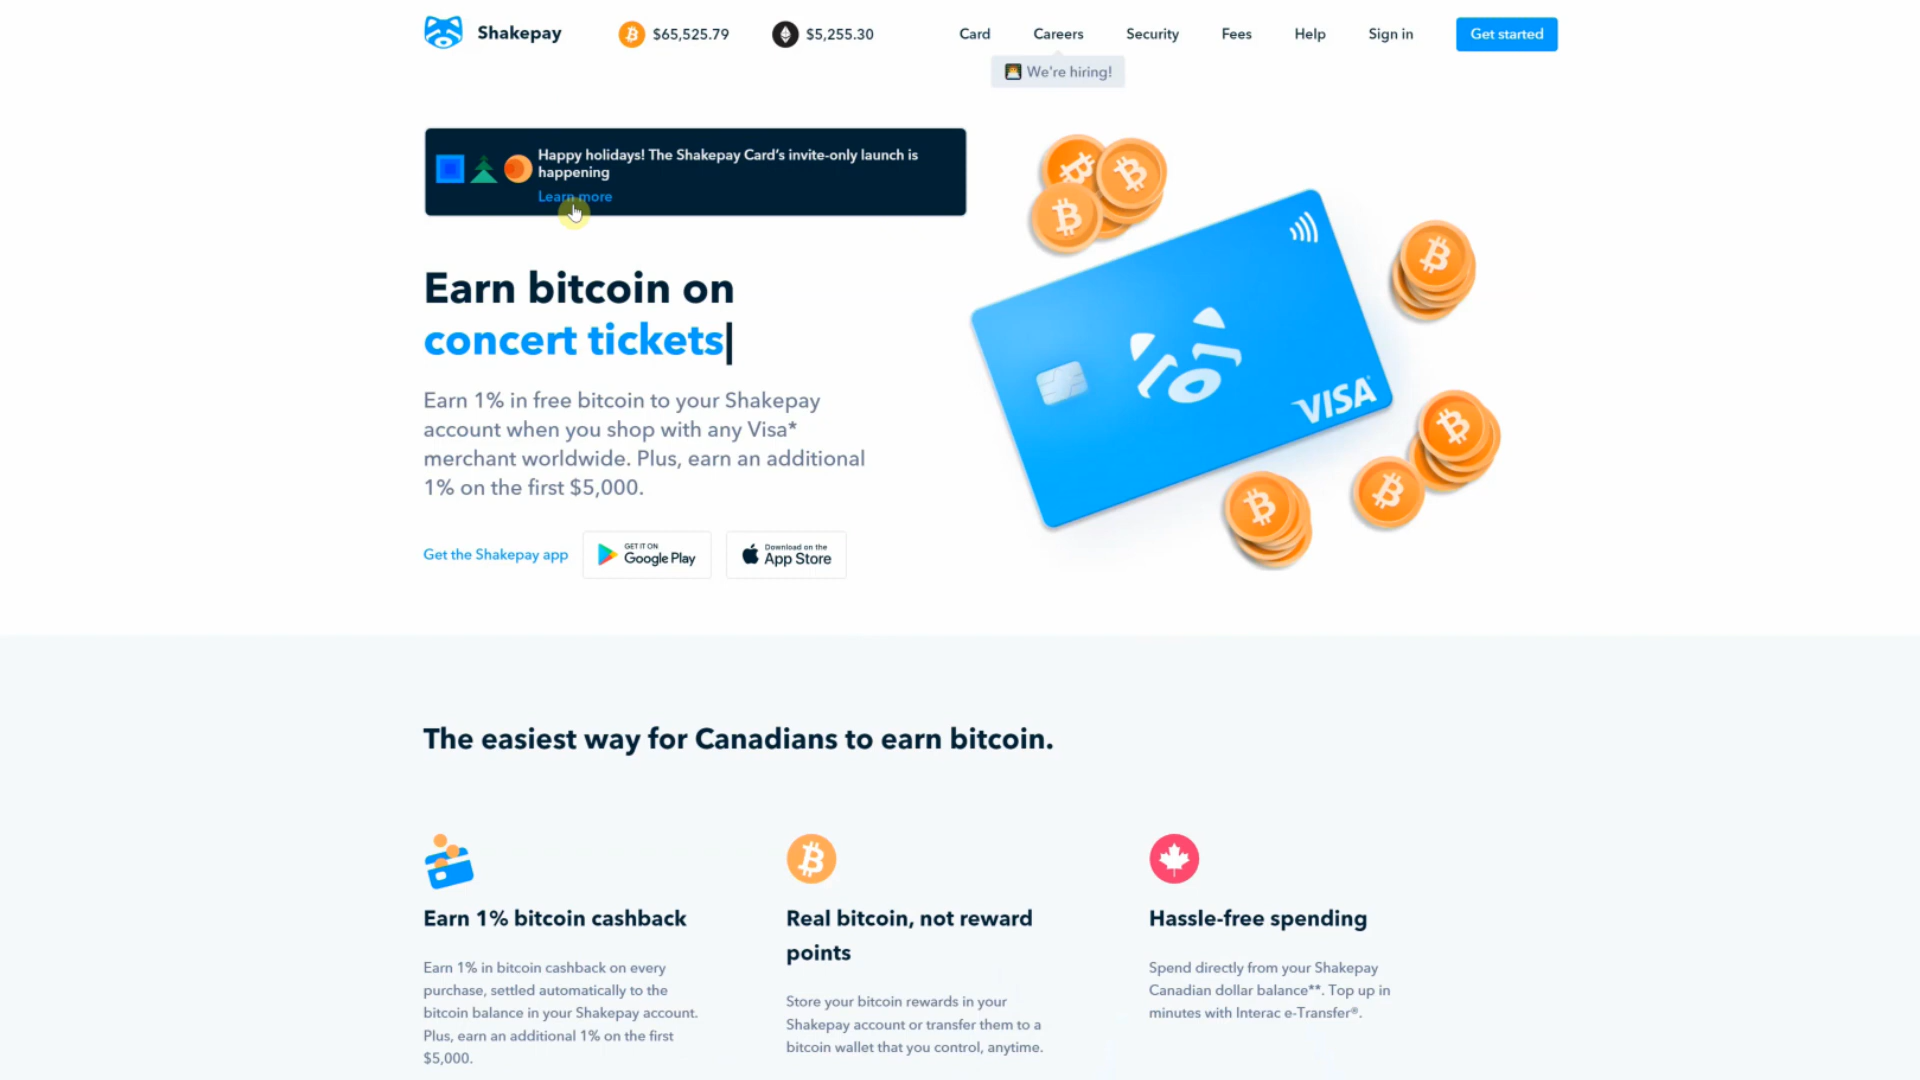 Shakepay
$65,525.79
$5,255.30
Card
Careers
Security
Fees
Help
Sign in
Get started
We're hiring!
Happy holidays! The Shakepay Card's invite-only launch is
happening
Learn more
Earn bitcoin on
concert tickets
Earn 1% in free bitcoin to your Shakepay
account when you shop with any Visa*
merchant worldwide. Plus, earn an additional
1% on the first $5,000.
Get the Shakepay app
GET IT ON
Google Play
Download on the
App Store
VISA
The easiest way for Canadians to earn bitcoin.
Earn 1% bitcoin cashback
Earn 1% in bitcoin cashback on every
purchase, settled automatically to the
bitcoin balance in your Shakepay account.
Plus, earn an additional 1% on the first
$5,000.
Real bitcoin, not reward
points
Store your bitcoin rewards in your
Shakepay account or transfer them to a
bitcoin wallet that you control, anytime.
Hassle-free spending
Spend directly from your Shakepay
Canadian dollar balance**. Top up in
minutes with Interac e-Transfer®.